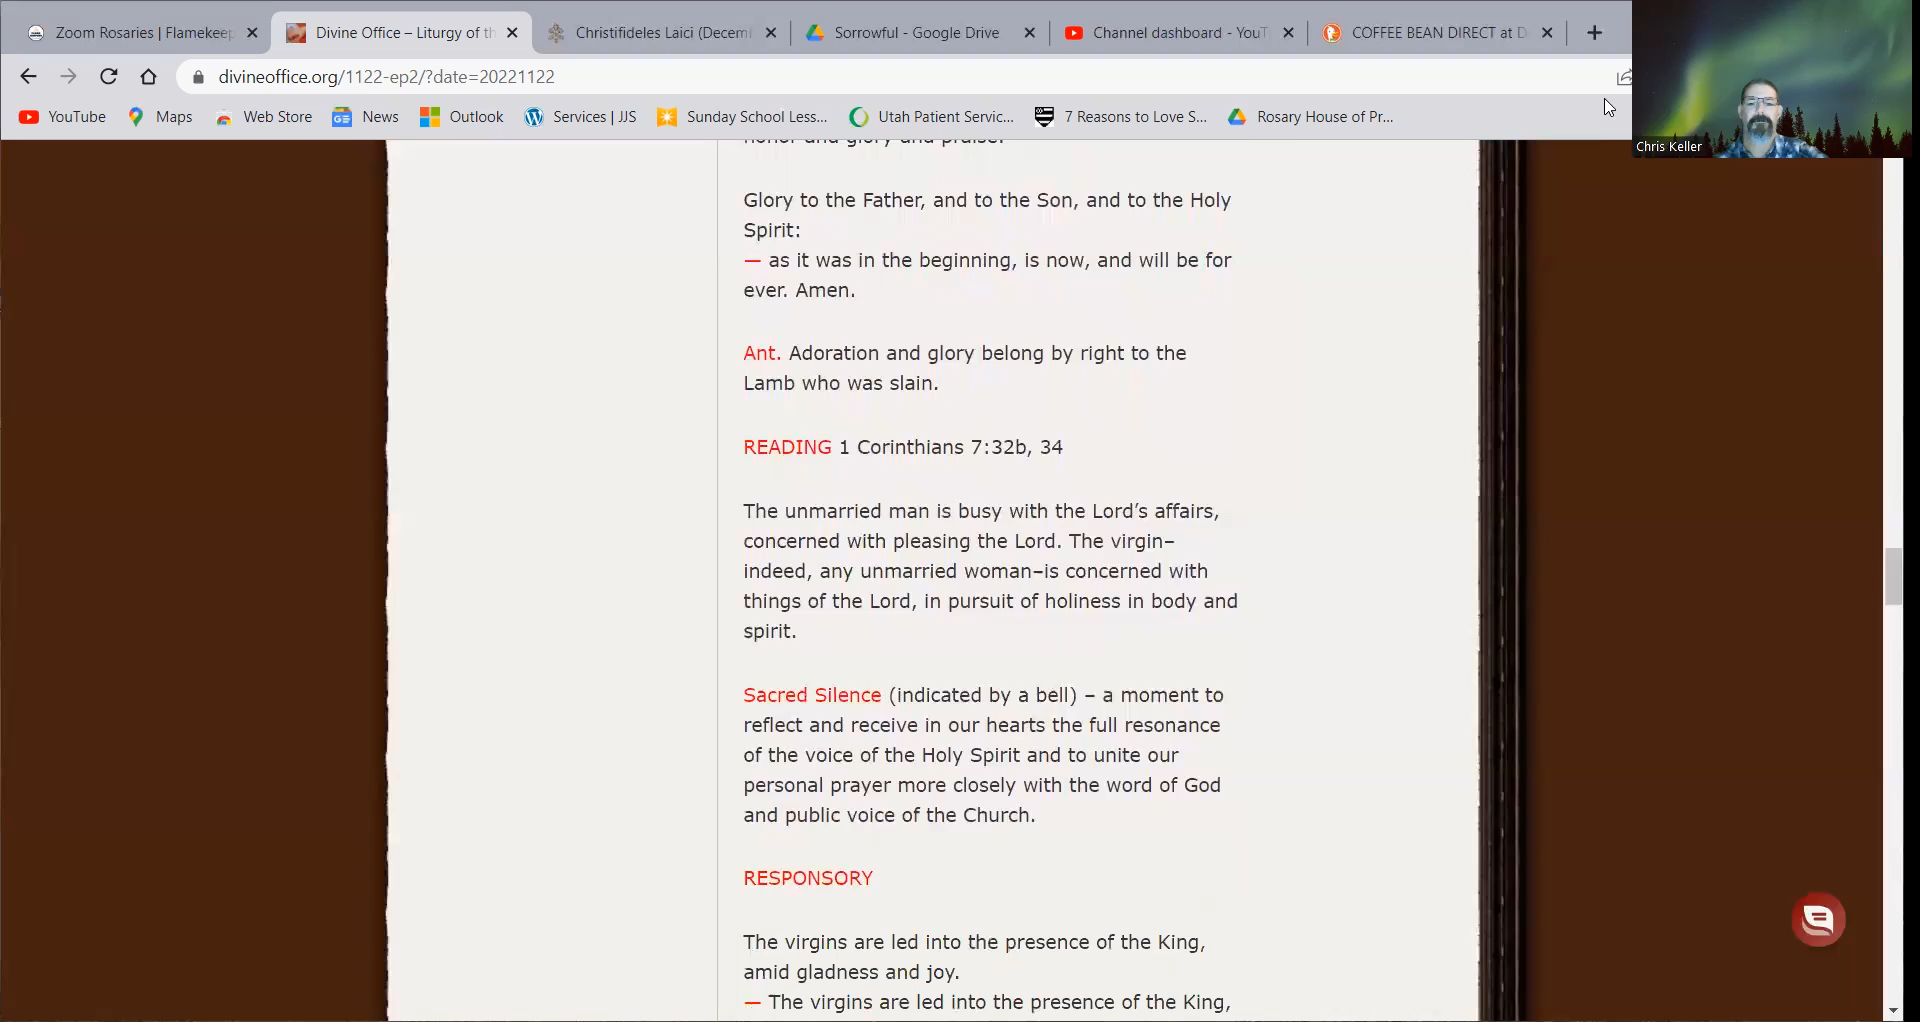 Zoom Rosaries | Flamekeep
Divine Office – Liturgy of th
Christifideles Laici (Decem
Sorrowful - Google Drive
Channel dashboard - YouT
COFFEE BEAN DIRECT at D
divineoffice.org/1122-ep2/?date=20221122
YouTube
Maps
Web Store
News
Outlook
Services | JJS
Sunday School Less...
Utah Patient Servic...
7 Reasons to Love S...
Rosary House of Pr...
Chris Keller
honor and glory and praise.
Glory to the Father, and to the Son, and to the Holy
Spirit:
— as it was in the beginning, is now, and will be for
ever. Amen.
Ant. Adoration and glory belong by right to the
Lamb who was slain.
READING 1 Corinthians 7:32b, 34
The unmarried man is busy with the Lord’s affairs,
concerned with pleasing the Lord. The virgin–
indeed, any unmarried woman–is concerned with
things of the Lord, in pursuit of holiness in body and
spirit.
Sacred Silence (indicated by a bell) – a moment to
reflect and receive in our hearts the full resonance
of the voice of the Holy Spirit and to unite our
personal prayer more closely with the word of God
and public voice of the Church.
RESPONSORY
The virgins are led into the presence of the King,
amid gladness and joy.
— The virgins are led into the presence of the King,